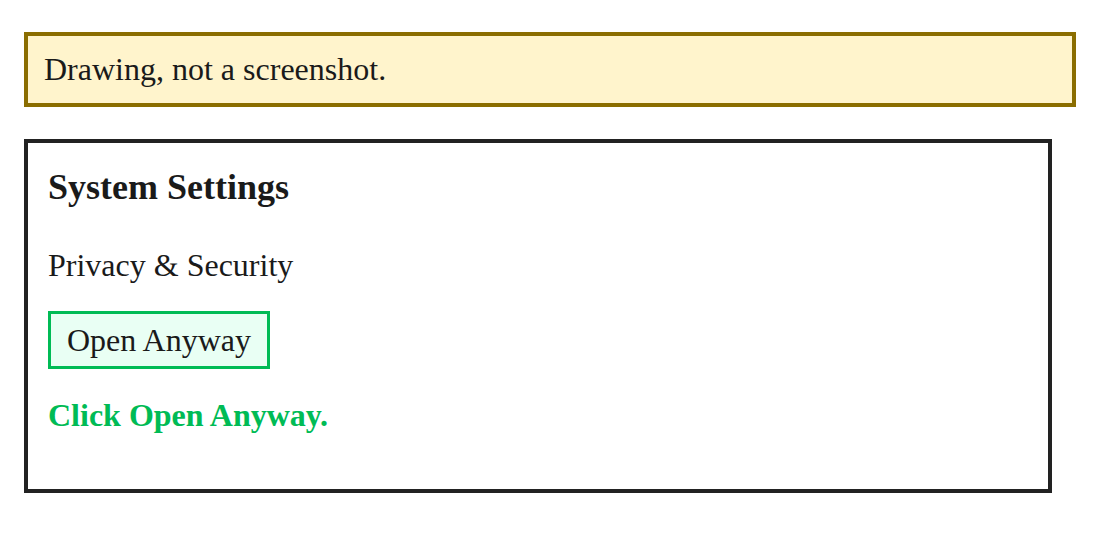 Drawing, not a screenshot.
System Settings
Privacy & Security
Open Anyway
Click Open Anyway.